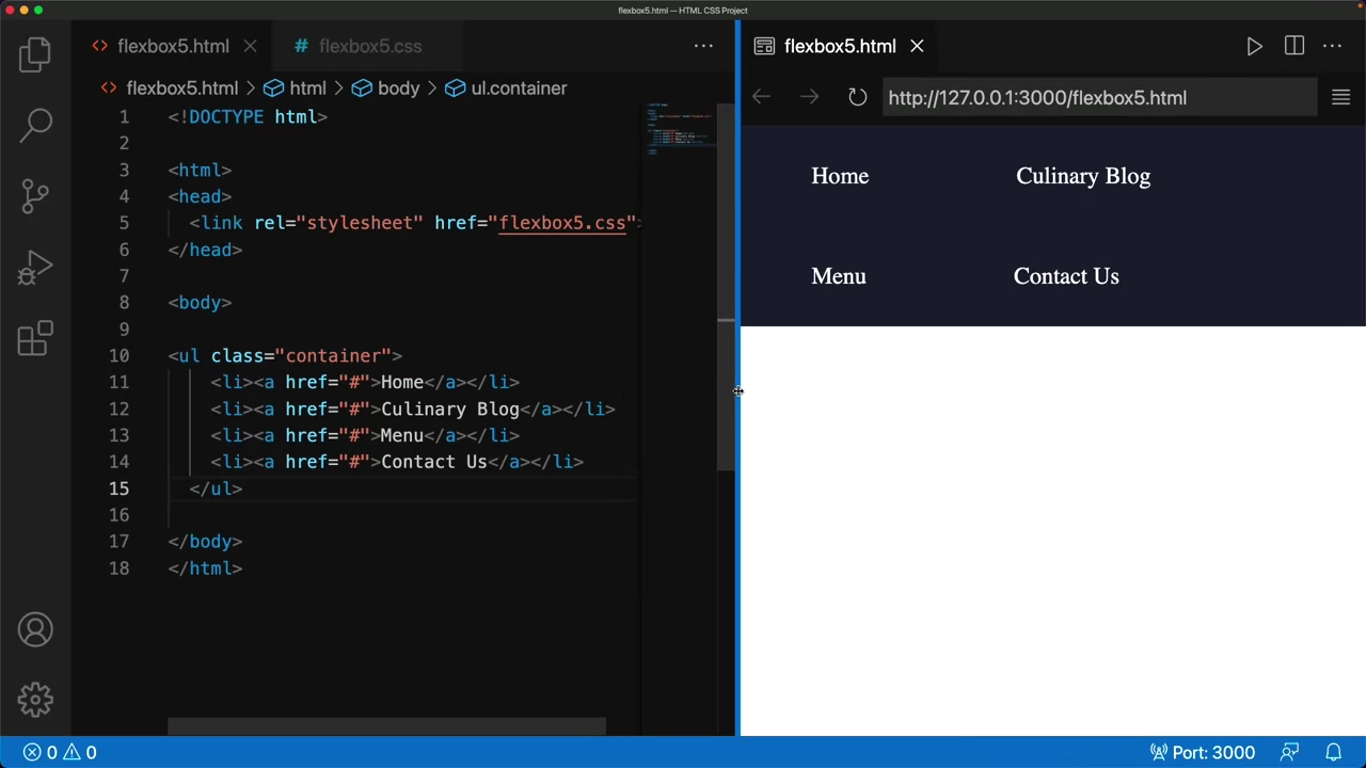 flexbox5.html — HTML CSS Project
flexbox5.html
flexbox5.css
flexbox5.html > html > body > ul.container
1 <!DOCTYPE html>
2
3 <html>
4 <head>
5 <link rel="stylesheet" href="flexbox5.css">
6 </head>
7
8 <body>
9
10 <ul class="container">
11 <li><a href="#">Home</a></li>
12 <li><a href="#">Culinary Blog</a></li>
13 <li><a href="#">Menu</a></li>
14 <li><a href="#">Contact Us</a></li>
15 </ul>
16
17 </body>
18 </html>
flexbox5.html
http://127.0.0.1:3000/flexbox5.html
Home Culinary Blog
Menu Contact Us
0 0
Port: 3000